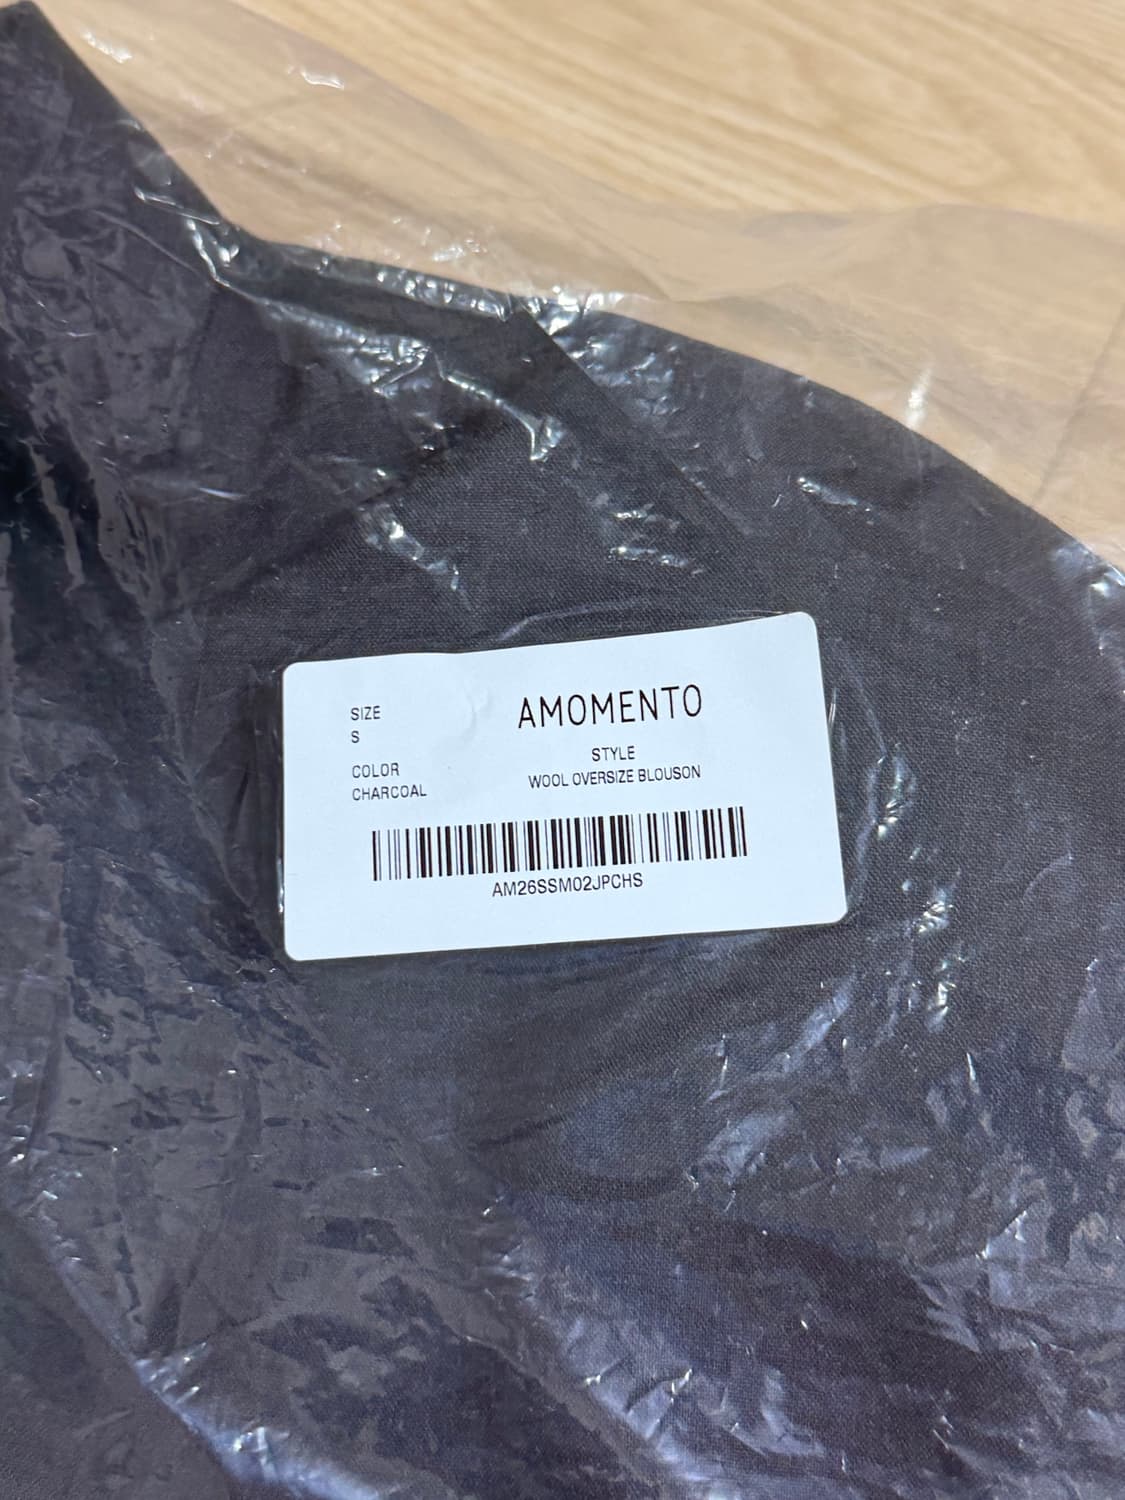 SIZE
S
COLOR
CHARCOAL
AMOMENTO
STYLE
WOOL OVERSIZE BLOUSON
AM26SSM02JPCHS